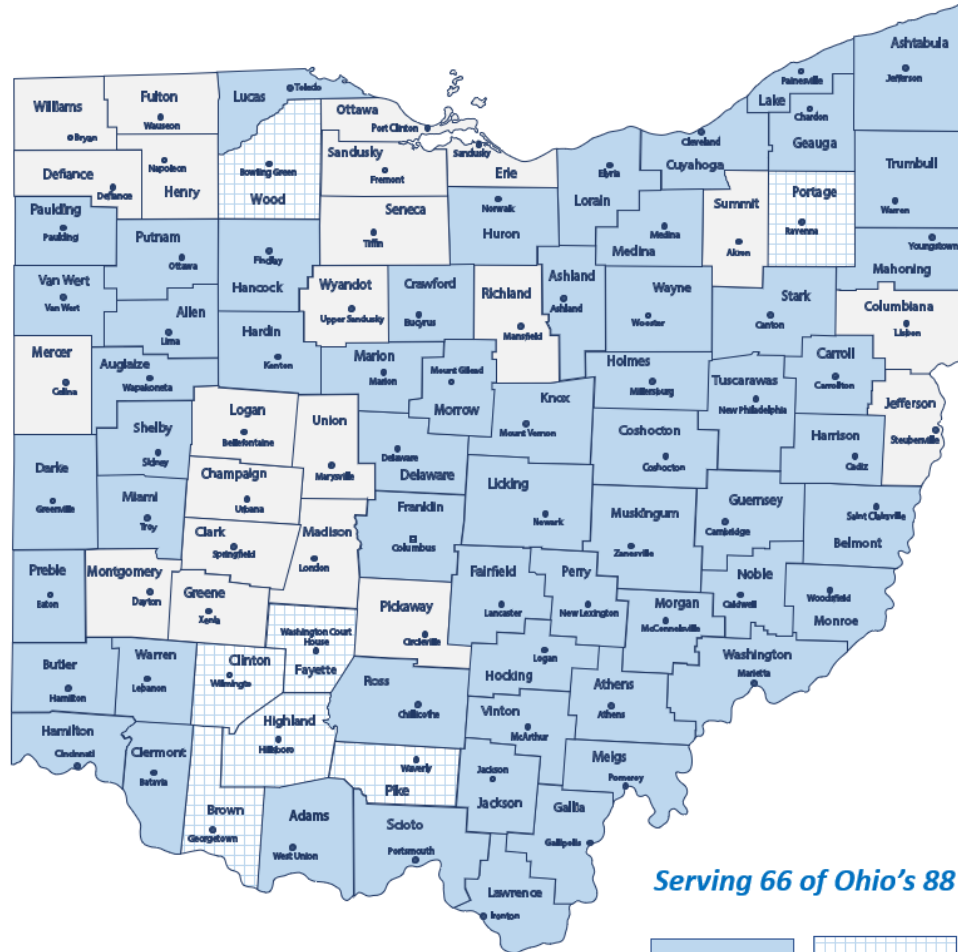 Ashtabula
Jefferson
Painesville
Lake
Chardon
Geauga
Toledo
Lucas
Williams
Bryan
Fulton
Wauseon
Ottawa
Port Clinton
Cleveland
Cuyahoga
Trumbull
Warren
Defiance
Defiance
Napoleon
Henry
Bowling Green
Wood
Sandusky
Fremont
Sandusky
Erie
Elyria
Lorain
Summit
Akron
Portage
Ravenna
Paulding
Paulding
Putnam
Ottawa
Findlay
Hancock
Seneca
Tiffin
Norwalk
Huron
Medina
Medina
Youngstown
Mahoning
Van Wert
Van Wert
Allen
Lima
Wyandot
Upper Sandusky
Crawford
Bucyrus
Richland
Mansfield
Ashland
Ashland
Wayne
Wooster
Stark
Canton
Columbiana
Lisbon
Mercer
Celina
Auglaize
Wapakoneta
Hardin
Kenton
Marion
Marion
Mount Gilead
Morrow
Knox
Mount Vernon
Holmes
Millersburg
Tuscarawas
New Philadelphia
Carroll
Carrollton
Jefferson
Steubenville
Shelby
Sidney
Logan
Bellefontaine
Union
Marysville
Delaware
Delaware
Coshocton
Coshocton
Harrison
Cadiz
Darke
Greenville
Miami
Troy
Champaign
Urbana
Licking
Newark
Muskingum
Zanesville
Guernsey
Cambridge
Saint Clairsville
Belmont
Clark
Springfield
Madison
London
Franklin
Columbus
Preble
Eaton
Montgomery
Dayton
Greene
Xenia
Pickaway
Circleville
Fairfield
Lancaster
Perry
New Lexington
Morgan
McConnelsville
Noble
Caldwell
Woodsfield
Monroe
Butler
Hamilton
Warren
Lebanon
Clinton
Wilmingto
Washington Court
House
Fayette
Ross
Chillicothe
Logan
Hocking
Athens
Athens
Washington
Marietta
Hamilton
Cincinnati
Clermont
Batavia
Highland
Hillsboro
Vinton
McArthur
Meigs
Pomeroy
Brown
Georgetown
Adams
West Union
Waverly
Pike
Jackson
Jackson
Gallia
Gallipolis
Scioto
Portsmouth
Lawrence
Ironton
Serving 66 of Ohio's 88